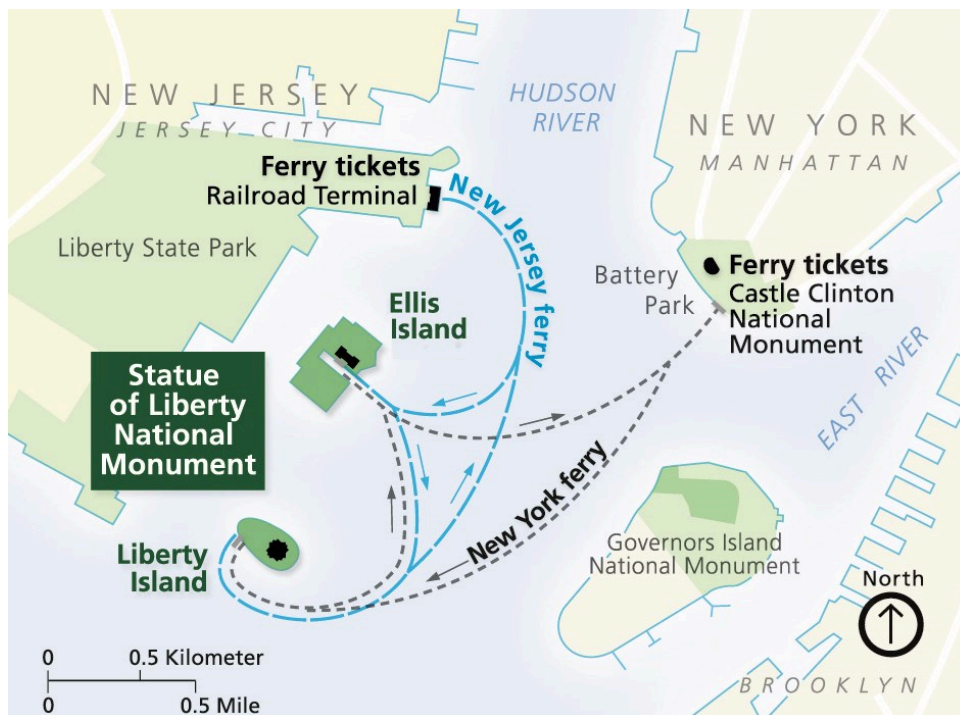 NEW JERSEY
JERSEY CITY
HUDSON
RIVER
NEW YORK
MANHATTAN
Ferry tickets
Railroad Terminal
New Jersey ferry
Liberty State Park
Battery
Park
Ferry tickets
Castle Clinton
National
Monument
Ellis
Island
EAST RIVER
Statue
of Liberty
National
Monument
New York ferry
Liberty
Island
Governors Island
National Monument
North
0 0.5 Kilometer
0 0.5 Mile
BROOKLYN